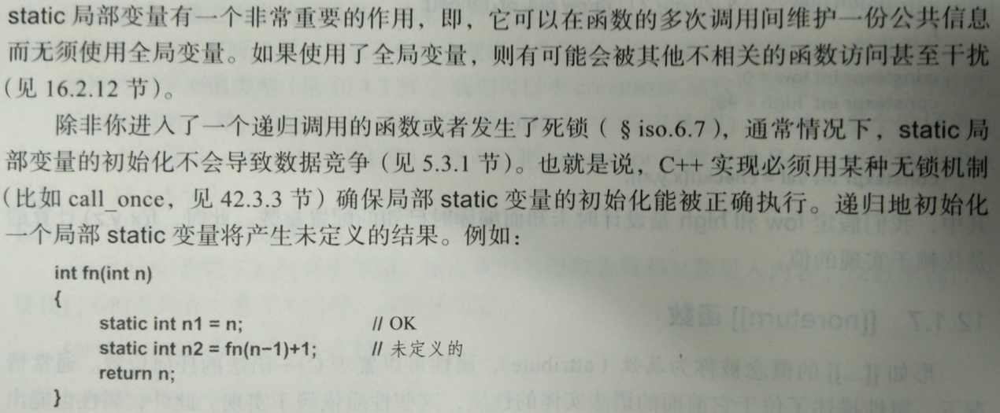 static 局部变量有一个非常重要的作用，即，它可以在函数的多次调用间维护一份公共信息
而无须使用全局变量。如果使用了全局变量，则有可能会被其他不相关的函数访问甚至干扰
(见 16.2.12 节)。
除非你进入了一个递归调用的函数或者发生了死锁（§iso.6.7），通常情况下，static 局
部变量的初始化不会导致数据竞争（见 5.3.1 节）。也就是说，C++ 实现必须用某种无锁机制
(比如 call_once，见 42.3.3 节）确保局部 static 变量的初始化能被正确执行。递归地初始化
一个局部 static 变量将产生未定义的结果。例如：
int fn(int n)
{
static int n1 = n; // OK
static int n2 = fn(n−1)+1; // 未定义的
return n;
}